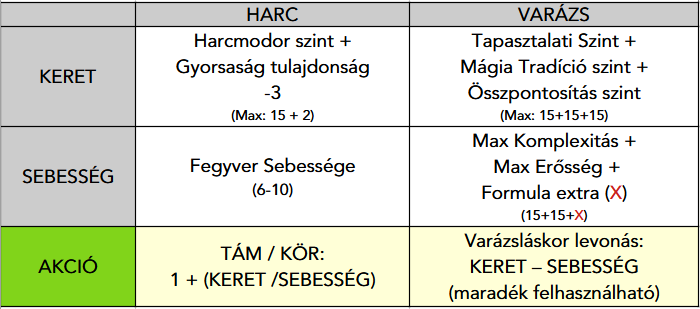 HARC
VARÁZS
KERET
Harcmodor szint +
Gyorsaság tulajdonság
-3
(Max: 15 + 2)
Tapasztalati Szint +
Mágia Tradíció szint +
Összpontosítás szint
(Max: 15+15+15)
SEBESSÉG
Fegyver Sebessége
(6-10)
Max Komplexitás +
Max Erősség +
Formula extra (X)
(15+15+X)
AKCIÓ
TÁM / KÖR:
1 + (KERET /SEBESSÉG)
Varázsláskor levonás:
KERET – SEBESSÉG
(maradék felhasználható)